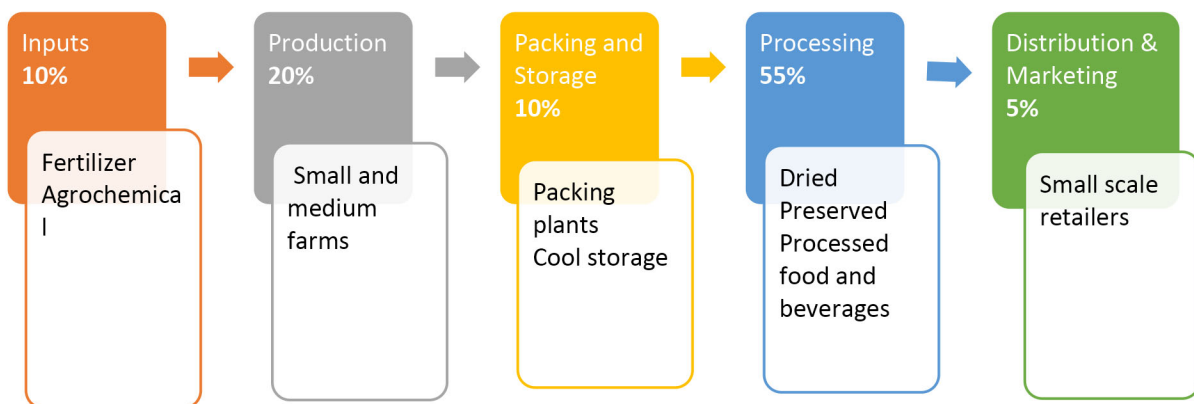 Inputs
10%
Fertilizer
Agrochemica
l
Production
20%
Small and
medium
farms
Packing and
Storage
10%
Packing
plants
Cool storage
Processing
55%
Dried
Preserved
Processed
food and
beverages
Distribution &
Marketing
5%
Small scale
retailers